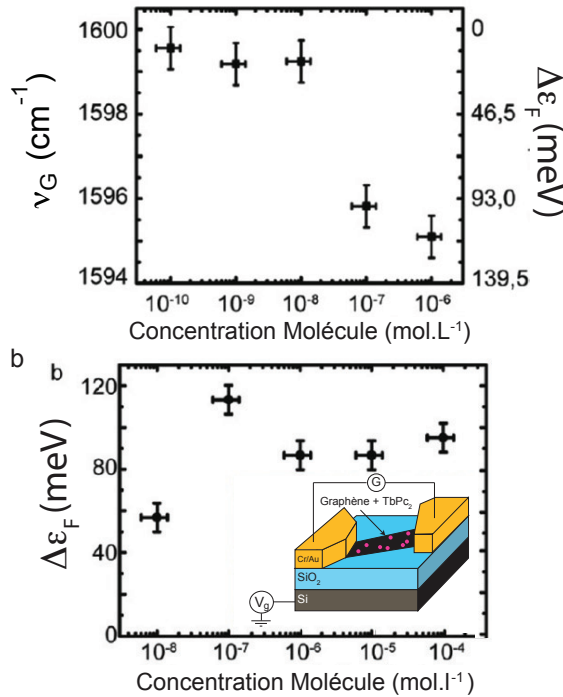 1600
1598
1596
1594
ν_G (cm⁻¹)
0
46,5
93,0
139,5
Δε_F (meV)
10⁻¹⁰ 10⁻⁹ 10⁻⁸ 10⁻⁷ 10⁻⁶
Concentration Molécule (mol.L⁻¹)
b b
120
80
40
0
Δε_F (meV)
G
Graphène + TbPc₂
Cr/Au
SiO₂
Si
V_g
10⁻⁸ 10⁻⁷ 10⁻⁶ 10⁻⁵ 10⁻⁴
Concentration Molécule (mol.l⁻¹)